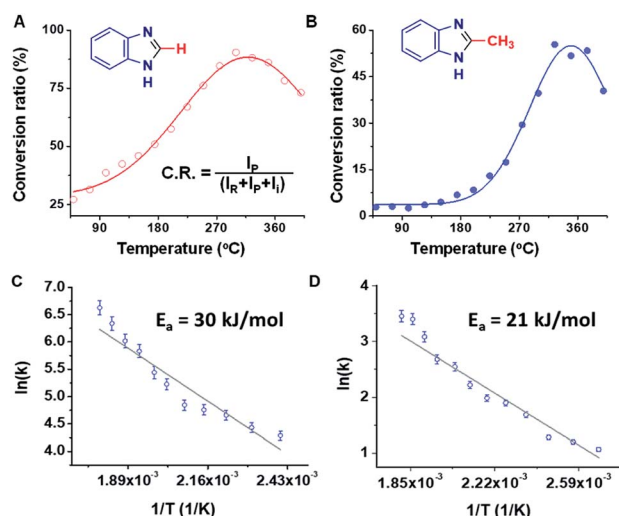 A
100
75
50
25
90
180
270
360
Conversion ratio (%)
Temperature (ºC)
N
H
N
H
C.R. = I_P / (I_R+I_P+I_i)
B
60
45
30
15
0
90
180
270
360
Conversion ratio (%)
Temperature (ºC)
N
CH₃
N
H
C
7.0
6.5
6.0
5.5
5.0
4.5
4.0
ln(k)
Eₐ = 30 kJ/mol
1.89x10⁻³
2.16x10⁻³
2.43x10⁻³
1/T (1/K)
D
4
3
2
1
ln(k)
Eₐ = 21 kJ/mol
1.85x10⁻³
2.22x10⁻³
2.59x10⁻³
1/T (1/K)